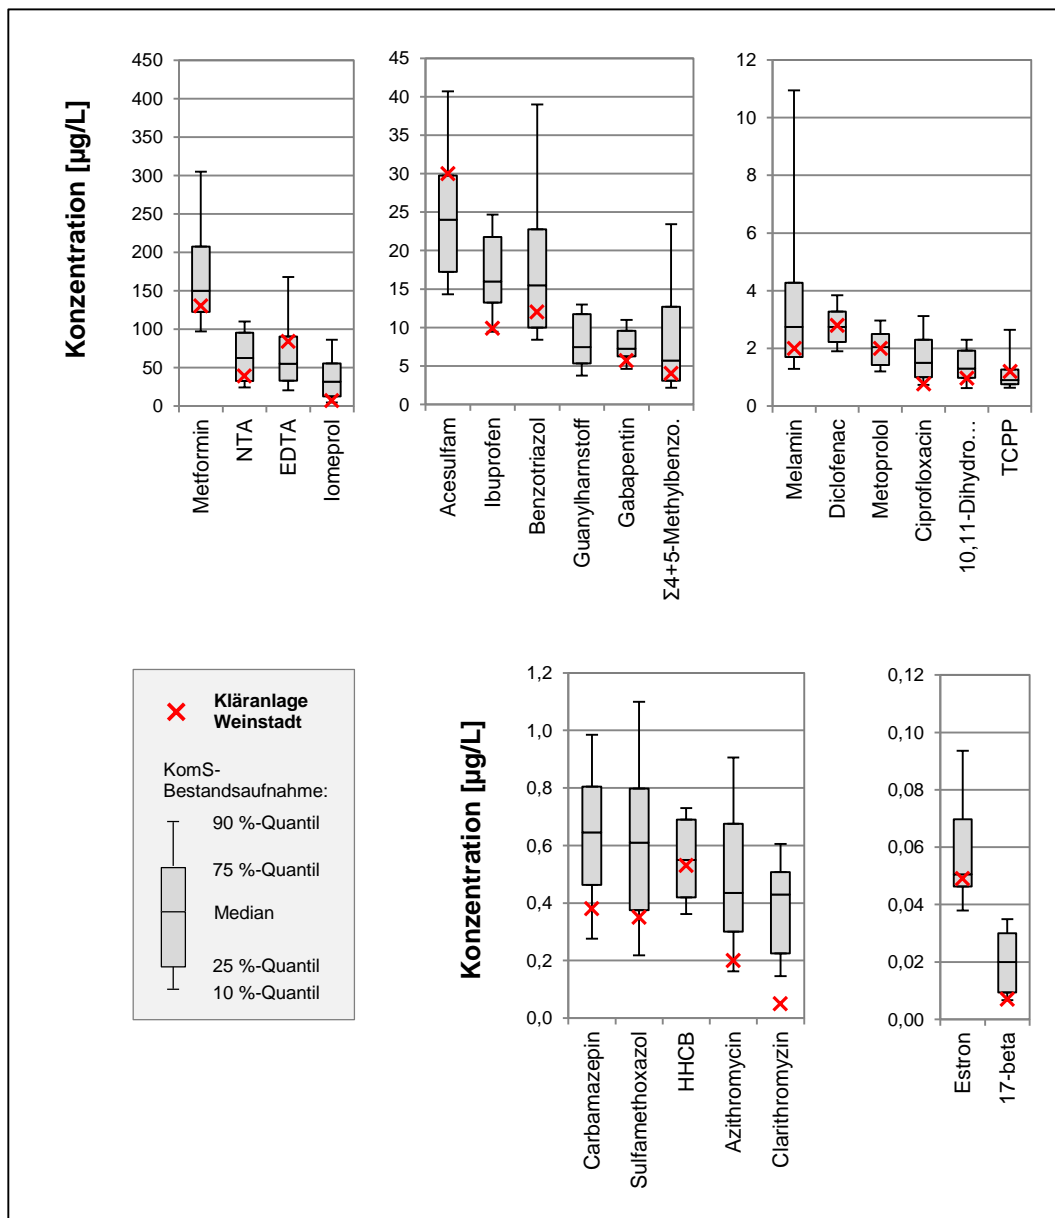 Konzentration [µg/L]
450
400
350
300
250
200
150
100
50
0
Metformin
NTA
EDTA
Iomeprol
45
40
35
30
25
20
15
10
5
0
Acesulfam
Ibuprofen
Benzotriazol
Guanylharnstoff
Gabapentin
Σ4+5-Methylbenzo.
12
10
8
6
4
2
0
Melamin
Diclofenac
Metoprolol
Ciprofloxacin
10,11-Dihydro…
TCPP
Kläranlage
Weinstadt
KomS-
Bestandsaufnahme:
90 %-Quantil
75 %-Quantil
Median
25 %-Quantil
10 %-Quantil
Konzentration [µg/L]
1,2
1,0
0,8
0,6
0,4
0,2
0,0
Carbamazepin
Sulfamethoxazol
HHCB
Azithromycin
Clarithromyzin
0,12
0,10
0,08
0,06
0,04
0,02
0,00
Estron
17-beta